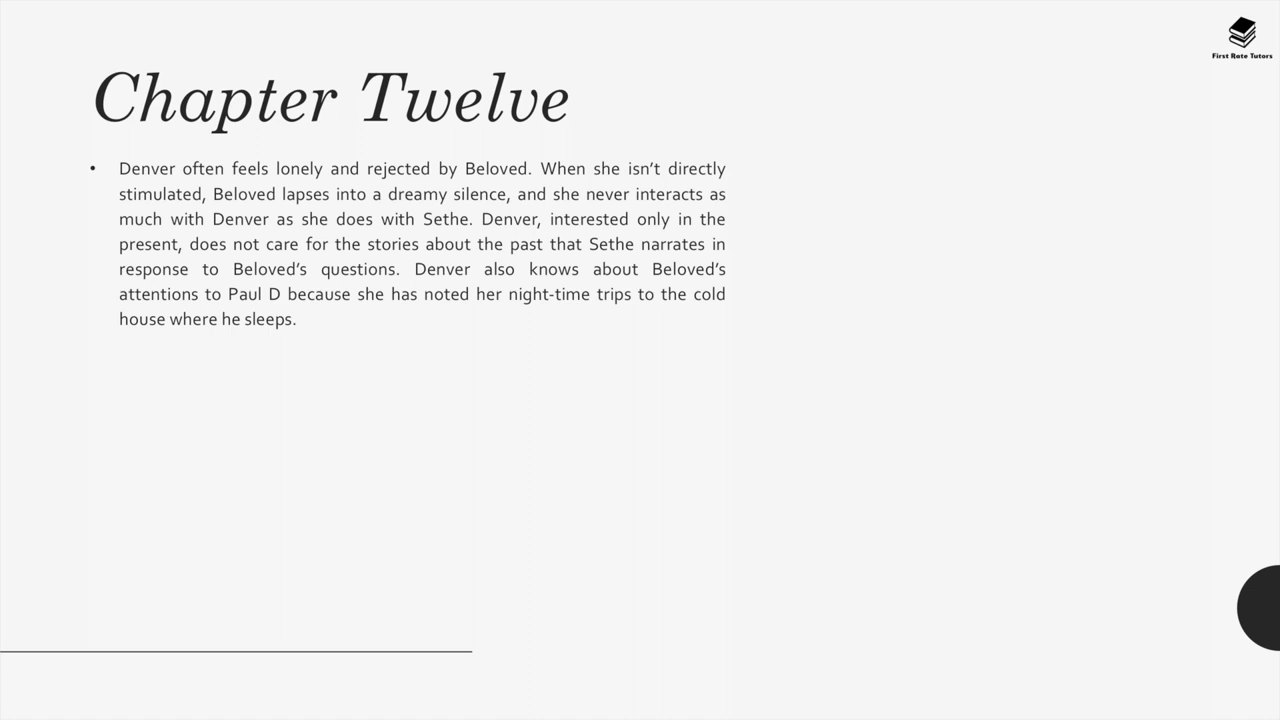 First Rate Tutors
Chapter Twelve
• Denver often feels lonely and rejected by Beloved. When she isn’t directly
stimulated, Beloved lapses into a dreamy silence, and she never interacts as
much with Denver as she does with Sethe. Denver, interested only in the
present, does not care for the stories about the past that Sethe narrates in
response to Beloved’s questions. Denver also knows about Beloved’s
attentions to Paul D because she has noted her night-time trips to the cold
house where he sleeps.